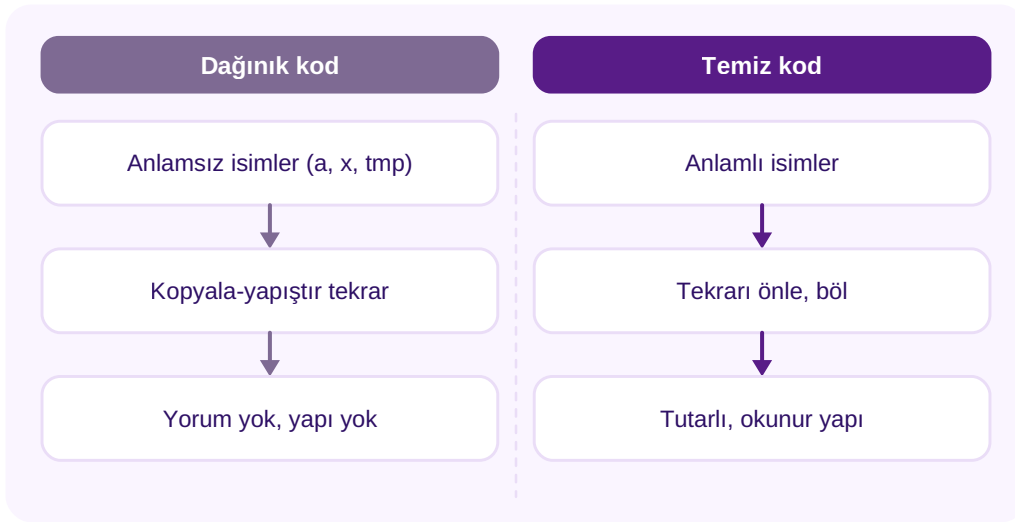 Dağınık kod
Anlamsız isimler (a, x, tmp)
Kopyala-yapıştır tekrar
Yorum yok, yapı yok
Temiz kod
Anlamlı isimler
Tekrarı önle, böl
Tutarlı, okunur yapı